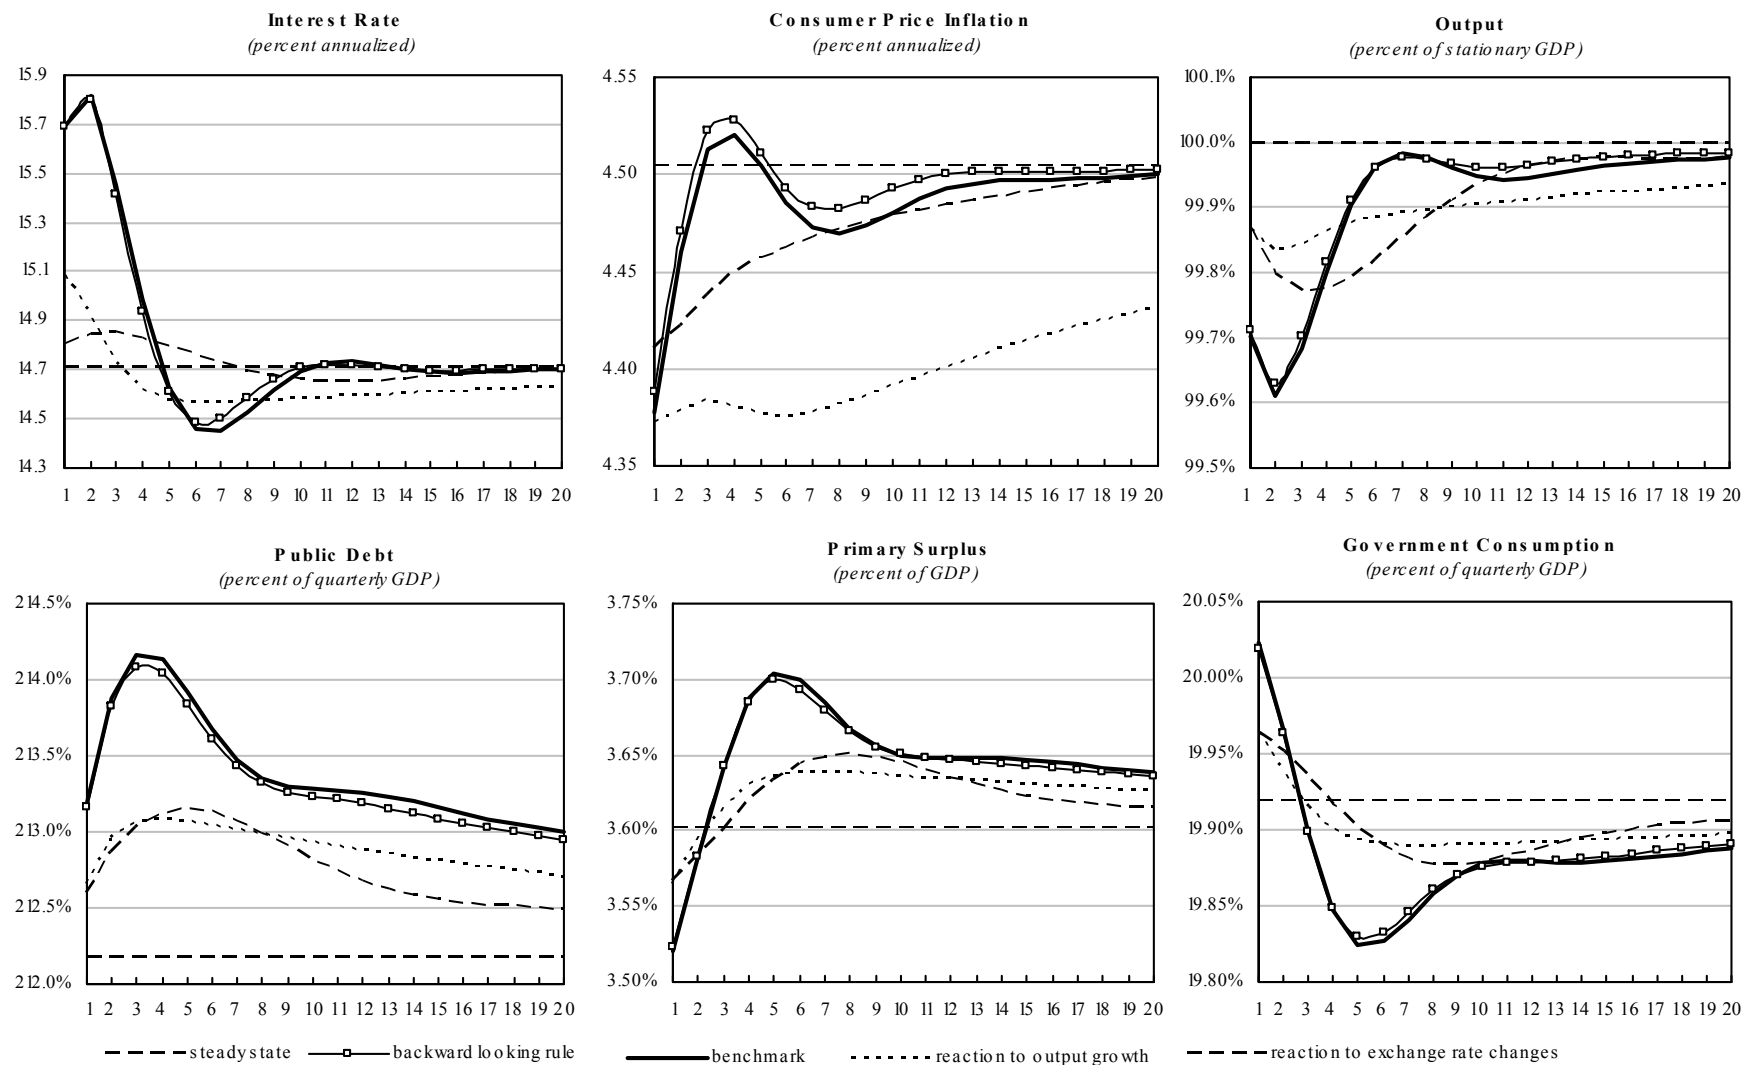 Interest Rate
(percent annualized)
15.9
15.7
15.5
15.3
15.1
14.9
14.7
14.5
14.3
1 2 3 4 5 6 7 8 9 10 11 12 13 14 15 16 17 18 19 20
Consumer Price Inflation
(percent annualized)
4.55
4.50
4.45
4.40
4.35
1 2 3 4 5 6 7 8 9 10 11 12 13 14 15 16 17 18 19 20
Output
(percent of stationary GDP)
100.1%
100.0%
99.9%
99.8%
99.7%
99.6%
99.5%
1 2 3 4 5 6 7 8 9 10 11 12 13 14 15 16 17 18 19 20
Public Debt
(percent of quarterly GDP)
214.5%
214.0%
213.5%
213.0%
212.5%
212.0%
1 2 3 4 5 6 7 8 9 10 11 12 13 14 15 16 17 18 19 20
Primary Surplus
(percent of GDP)
3.75%
3.70%
3.65%
3.60%
3.55%
3.50%
1 2 3 4 5 6 7 8 9 10 11 12 13 14 15 16 17 18 19 20
Government Consumption
(percent of quarterly GDP)
20.05%
20.00%
19.95%
19.90%
19.85%
19.80%
1 2 3 4 5 6 7 8 9 10 11 12 13 14 15 16 17 18 19 20
steady state backward looking rule benchmark reaction to output growth reaction to exchange rate changes